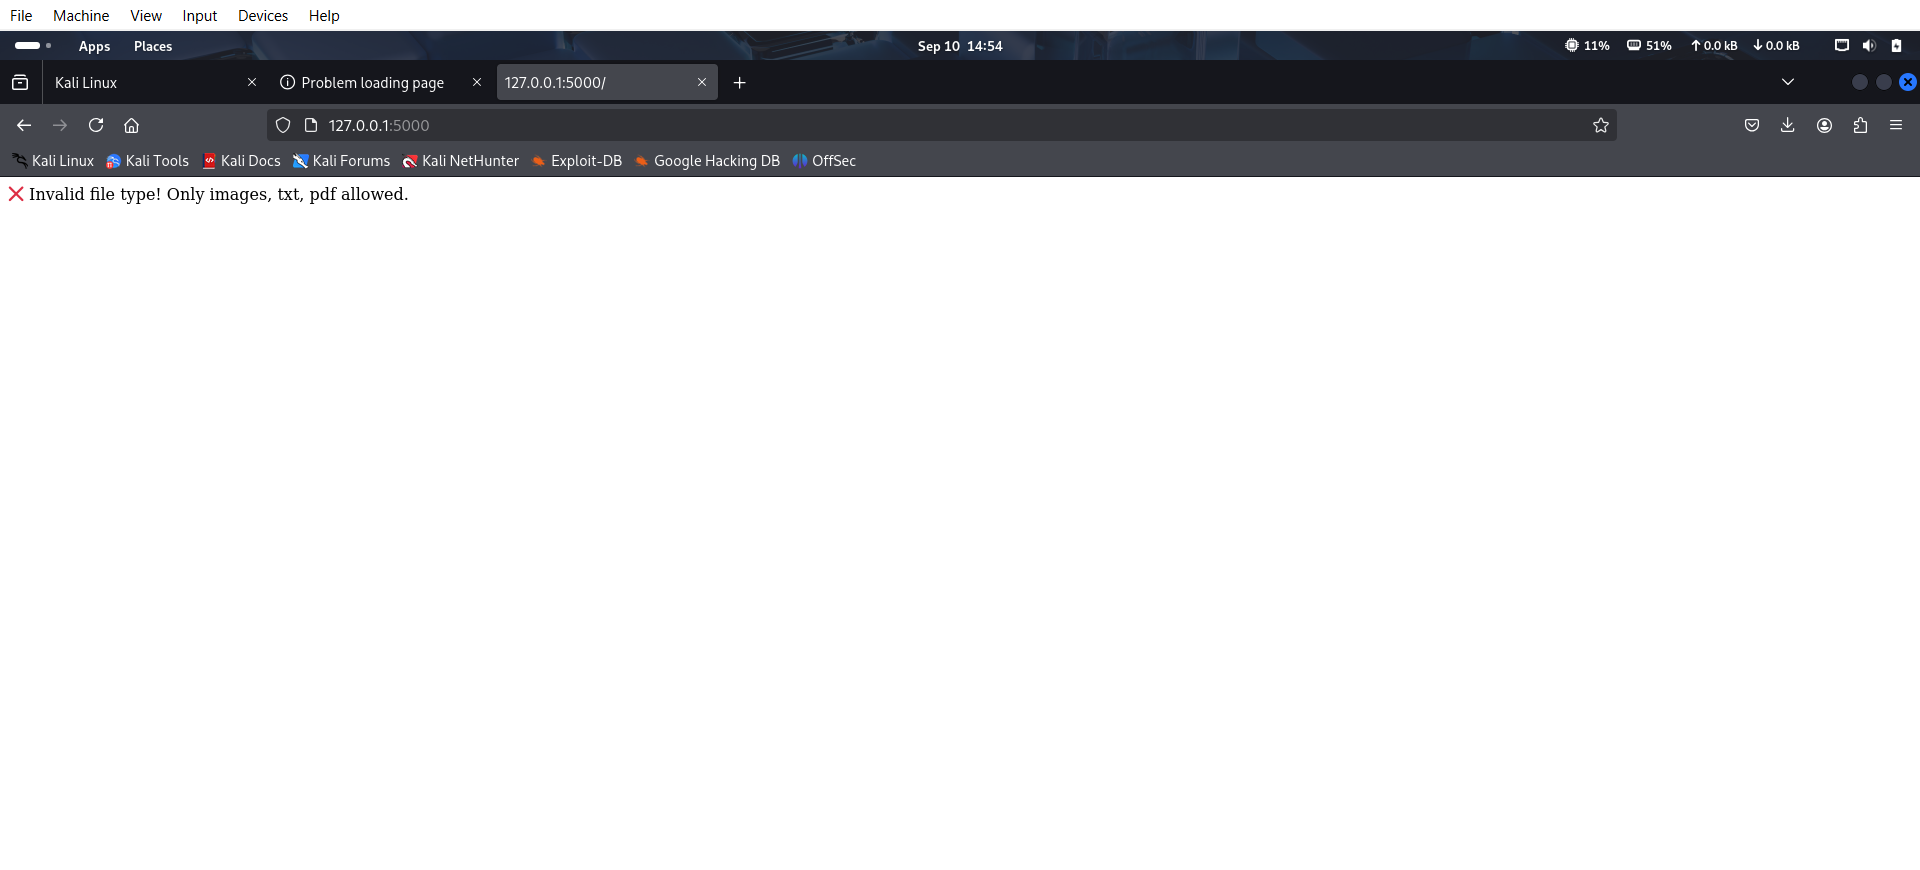 File Machine View Input Devices Help
Apps Places Sep 10 14:54 11% 51% 0.0 kB 0.0 kB
Kali Linux Problem loading page 127.0.0.1:5000/
127.0.0.1:5000
Kali Linux Kali Tools Kali Docs Kali Forums Kali NetHunter Exploit-DB Google Hacking DB OffSec
❌ Invalid file type! Only images, txt, pdf allowed.